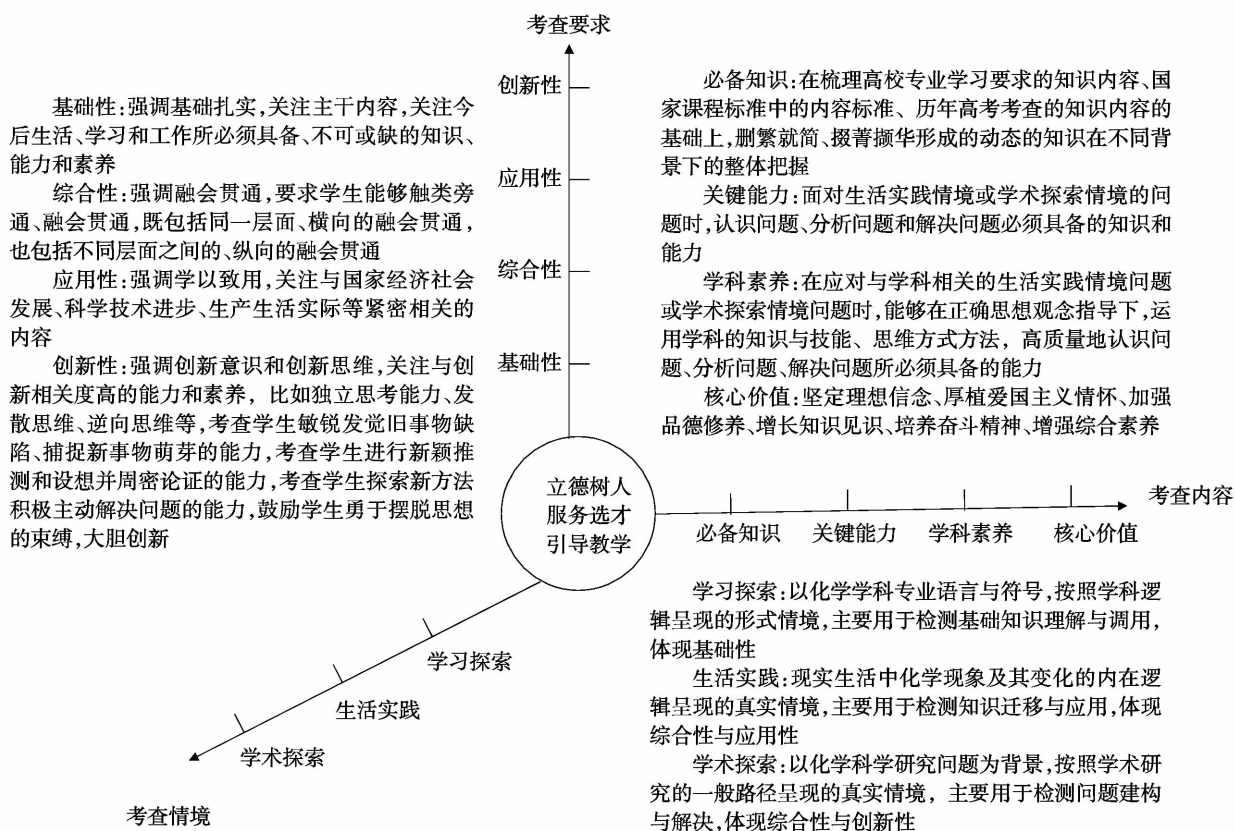 考查要求
创新性
应用性
综合性
基础性
基础性:强调基础扎实,关注主干内容,关注今
后生活、学习和工作所必须具备、不可或缺的知识、
能力和素养
综合性:强调融会贯通,要求学生能够触类旁
通、融会贯通,既包括同一层面、横向的融会贯通,
也包括不同层面之间的、纵向的融会贯通
应用性:强调学以致用,关注与国家经济社会
发展、科学技术进步、生产生活实际等紧密相关的
内容
创新性:强调创新意识和创新思维,关注与创
新相关度高的能力和素养,比如独立思考能力、发
散思维、逆向思维等,考查学生敏锐发觉旧事物缺
陷、捕捉新事物萌芽的能力,考查学生进行新颖推
测和设想并周密论证的能力,考查学生探索新方法
积极主动解决问题的能力,鼓励学生勇于摆脱思想
的束缚,大胆创新
必备知识:在梳理高校专业学习要求的知识内容、国
家课程标准中的内容标准、历年高考考查的知识内容的
基础上,删繁就简、掇菁撷华形成的动态的知识在不同背
景下的整体把握
关键能力:面对生活实践情境或学术探索情境的问
题时,认识问题、分析问题和解决问题必须具备的知识和
能力
学科素养:在应对与学科相关的生活实践情境问题
或学术探索情境问题时,能够在正确思想观念指导下,运
用学科的知识与技能、思维方式方法,高质量地认识问
题、分析问题、解决问题所必须具备的能力
核心价值:坚定理想信念、厚植爱国主义情怀、加强
品德修养、增长知识见识、培养奋斗精神、增强综合素养
立德树人
服务选才
引导教学
考查内容
必备知识
关键能力
学科素养
核心价值
学习探索
生活实践
学术探索
考查情境
学习探索:以化学学科专业语言与符号,按照学科逻
辑呈现的形式情境,主要用于检测基础知识理解与调用,
体现基础性
生活实践:现实生活中化学现象及其变化的内在逻
辑呈现的真实情境,主要用于检测知识迁移与应用,体现
综合性与应用性
学术探索:以化学科学研究问题为背景,按照学术研
究的一般路径呈现的真实情境,主要用于检测问题建构
与解决,体现综合性与创新性